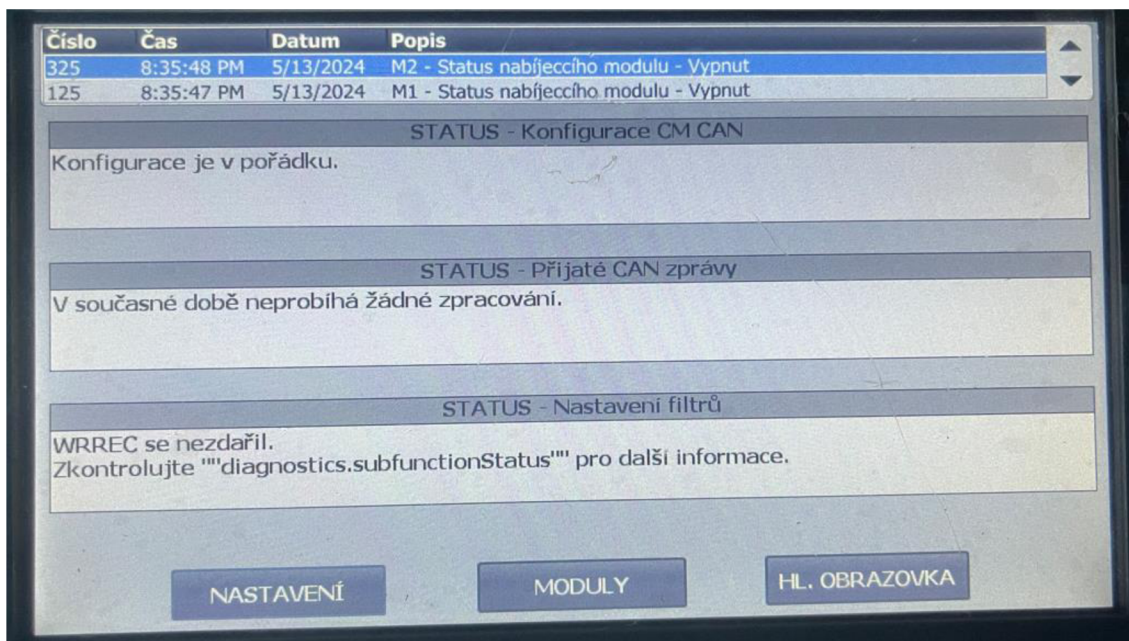 Číslo Čas Datum Popis
325 8:35:48 PM 5/13/2024 M2 - Status nabíjeccího modulu - Vypnut
125 8:35:47 PM 5/13/2024 M1 - Status nabíjeccího modulu - Vypnut
STATUS - Konfigurace CM CAN
Konfigurace je v pořádku.
STATUS - Přijaté CAN zprávy
V současné době neprobíhá žádné zpracování.
STATUS - Nastavení filtrů
WRREC se nezdařil.
Zkontrolujte ""diagnostics.subfunctionStatus"" pro další informace.
NASTAVENÍ MODULY HL. OBRAZOVKA